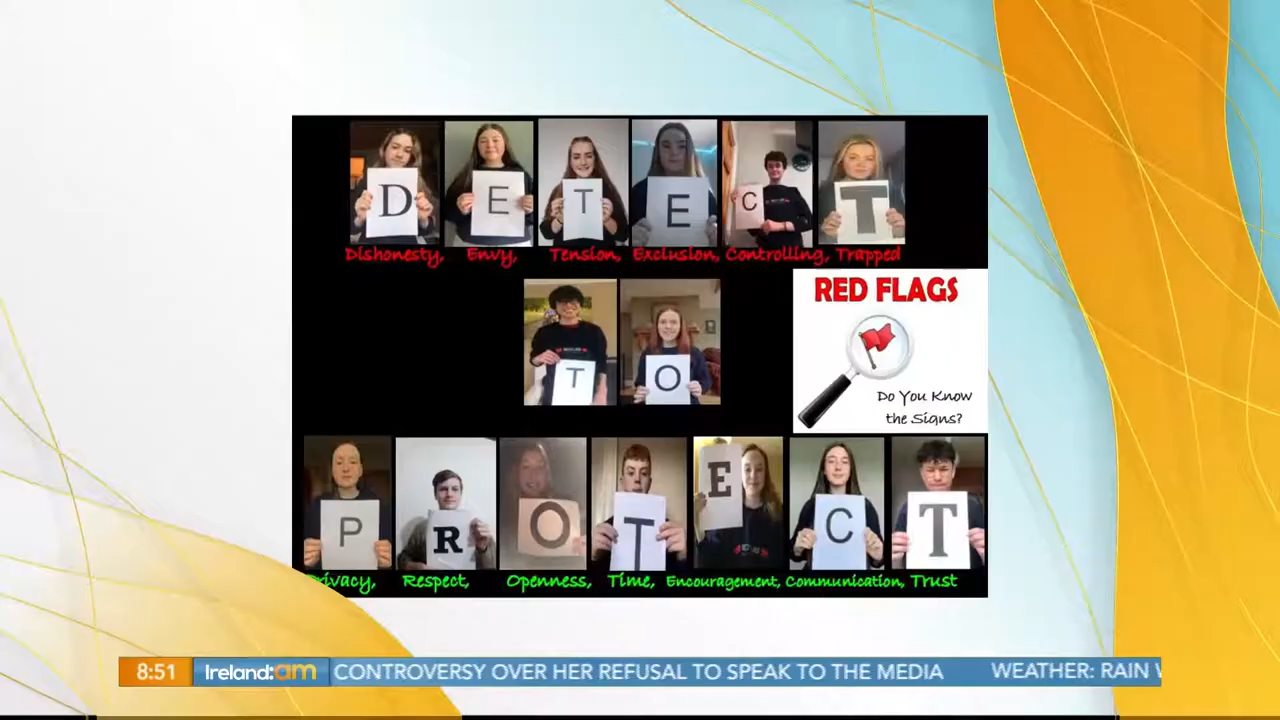 D E T E C T
Dishonesty, Envy, Tension, Exclusion, Controlling, Trapped
T O
RED FLAGS
Do You Know
the Signs?
P R O T E C T
Privacy, Respect, Openness, Time, Encouragement, Communication, Trust
8:51 Ireland:am CONTROVERSY OVER HER REFUSAL TO SPEAK TO THE MEDIA WEATHER: RAIN